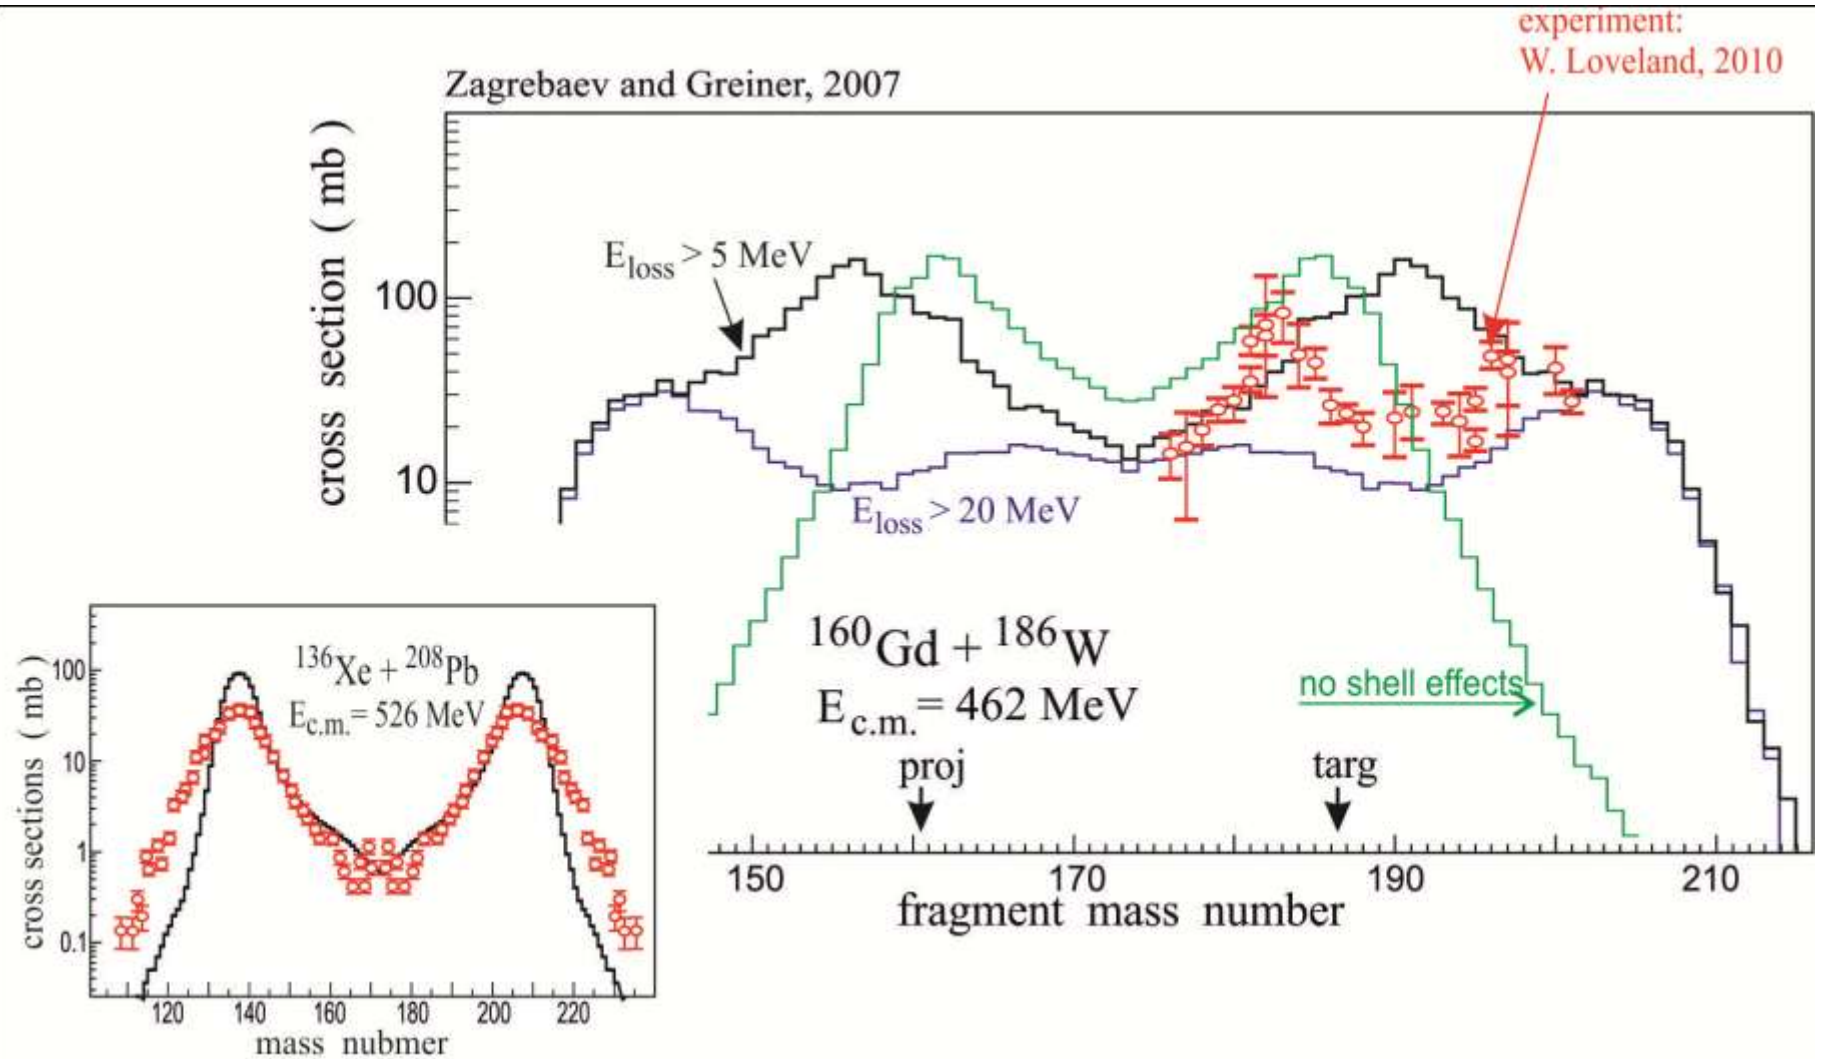 experiment:
W. Loveland, 2010
Zagrebaev and Greiner, 2007
cross section ( mb )
100
10
E_loss > 5 MeV
E_loss > 20 MeV
^160Gd + ^186W
E_c.m. = 462 MeV
no shell effects
proj
targ
150 170 190 210
fragment mass number
cross sections ( mb )
100
10
1
0.1
^136Xe + ^208Pb
E_c.m. = 526 MeV
120 140 160 180 200 220
mass nubmer